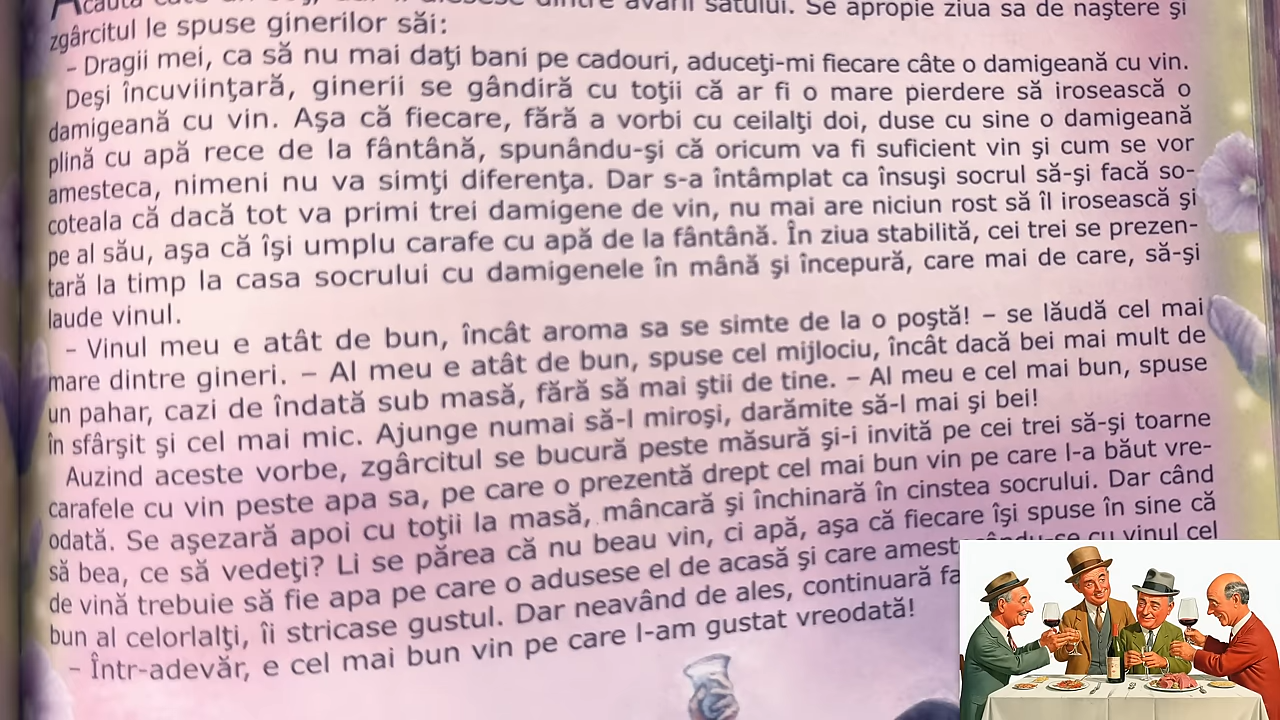 avarii satului. Se apropie ziua sa de naştere şi
zgârcitul le spuse ginerilor săi:
– Dragii mei, ca să nu mai daţi bani pe cadouri, aduceţi-mi fiecare câte o damigeană cu vin.
Deşi încuviinţară, ginerii se gândiră cu toţii că ar fi o mare pierdere să irosească o
damigeană cu vin. Aşa că fiecare, fără a vorbi cu ceilalţi doi, duse cu sine o damigeană
plină cu apă rece de la fântână, spunându-şi că oricum va fi suficient vin şi cum se vor
amesteca, nimeni nu va simţi diferenţa. Dar s-a întâmplat ca însuşi socrul să-şi facă so-
coteala că dacă tot va primi trei damigene de vin, nu mai are niciun rost să îl irosească şi
pe al său, aşa că îşi umplu carafe cu apă de la fântână. În ziua stabilită, cei trei se prezen-
tară la timp la casa socrului cu damigenele în mână şi începură, care mai de care, să-şi
laude vinul.
– Vinul meu e atât de bun, încât aroma sa se simte de la o poştă! – se lăudă cel mai
mare dintre gineri. – Al meu e atât de bun, spuse cel mijlociu, încât dacă bei mai mult de
un pahar, cazi de îndată sub masă, fără să mai ştii de tine. – Al meu e cel mai bun, spuse
în sfârşit şi cel mai mic. Ajunge numai să-l miroşi, darămite să-l mai şi bei!
Auzind aceste vorbe, zgârcitul se bucură peste măsură şi-i invită pe cei trei să-şi toarne
carafele cu vin peste apa sa, pe care o prezentă drept cel mai bun vin pe care l-a băut vre-
odată. Se aşezară apoi cu toţii la masă, mâncară şi închinară în cinstea socrului. Dar când
să bea, ce să vedeţi? Li se părea că nu beau vin, ci apă, aşa că fiecare îşi spuse în sine că
de vină trebuie să fie apa pe care o adusese el de acasă şi care cu vinul cel
bun al celorlalţi, îi stricase gustul. Dar neavând de ales, continuară
– Într-adevăr, e cel mai bun vin pe care l-am gustat vreodată!